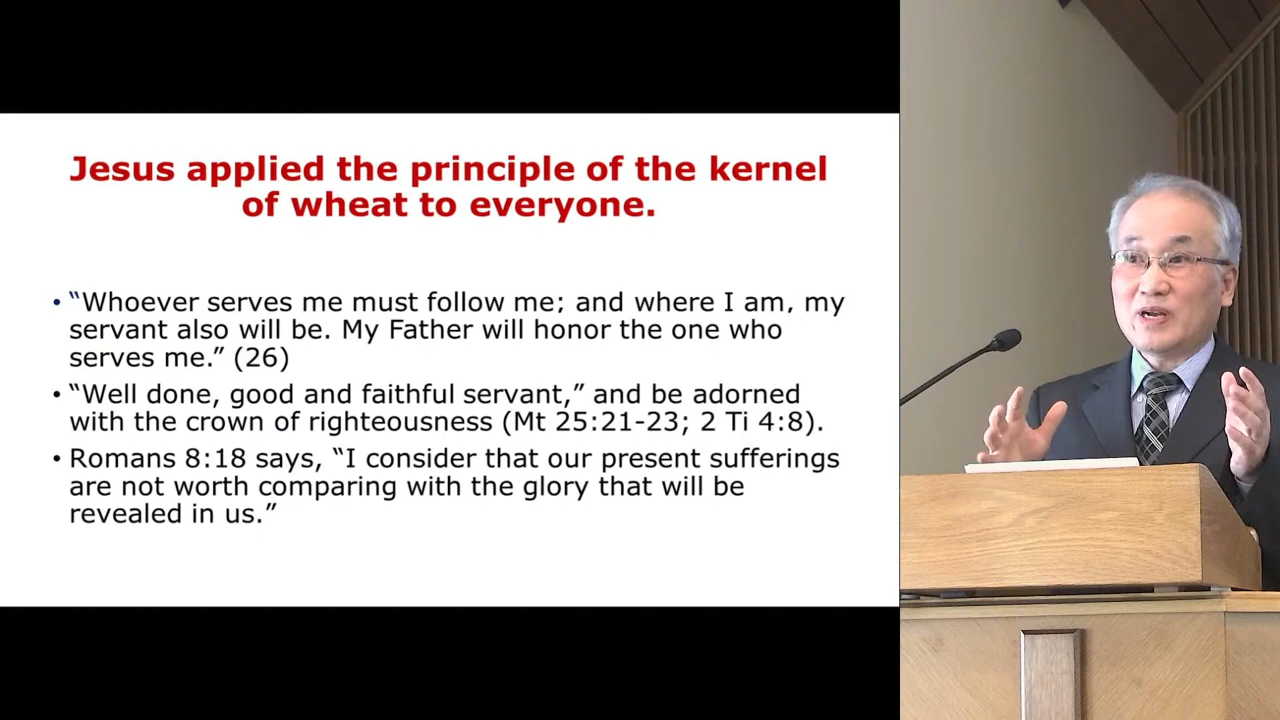 Jesus applied the principle of the kernel
of wheat to everyone.
• “Whoever serves me must follow me; and where I am, my
servant also will be. My Father will honor the one who
serves me.” (26)
• “Well done, good and faithful servant,” and be adorned
with the crown of righteousness (Mt 25:21-23; 2 Ti 4:8).
• Romans 8:18 says, “I consider that our present sufferings
are not worth comparing with the glory that will be
revealed in us.”